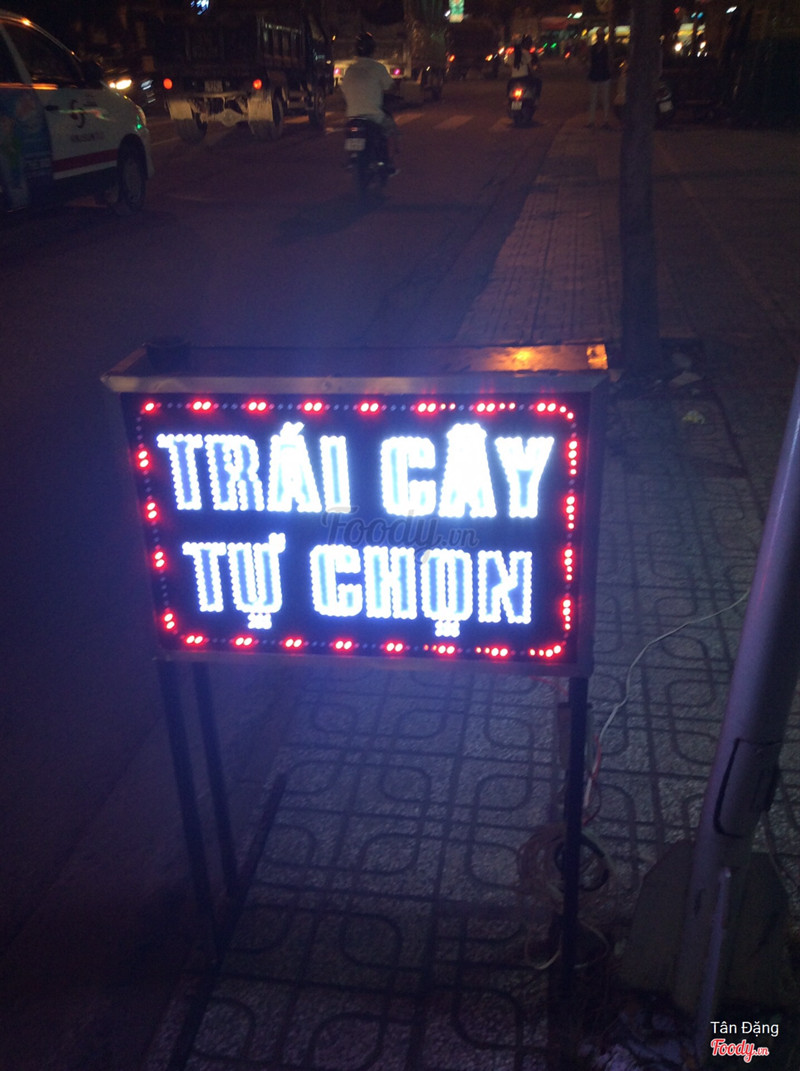 TRÁI CÂY
TỰ CHỌN
Foody.vn
Tân Đặng
Foody.vn